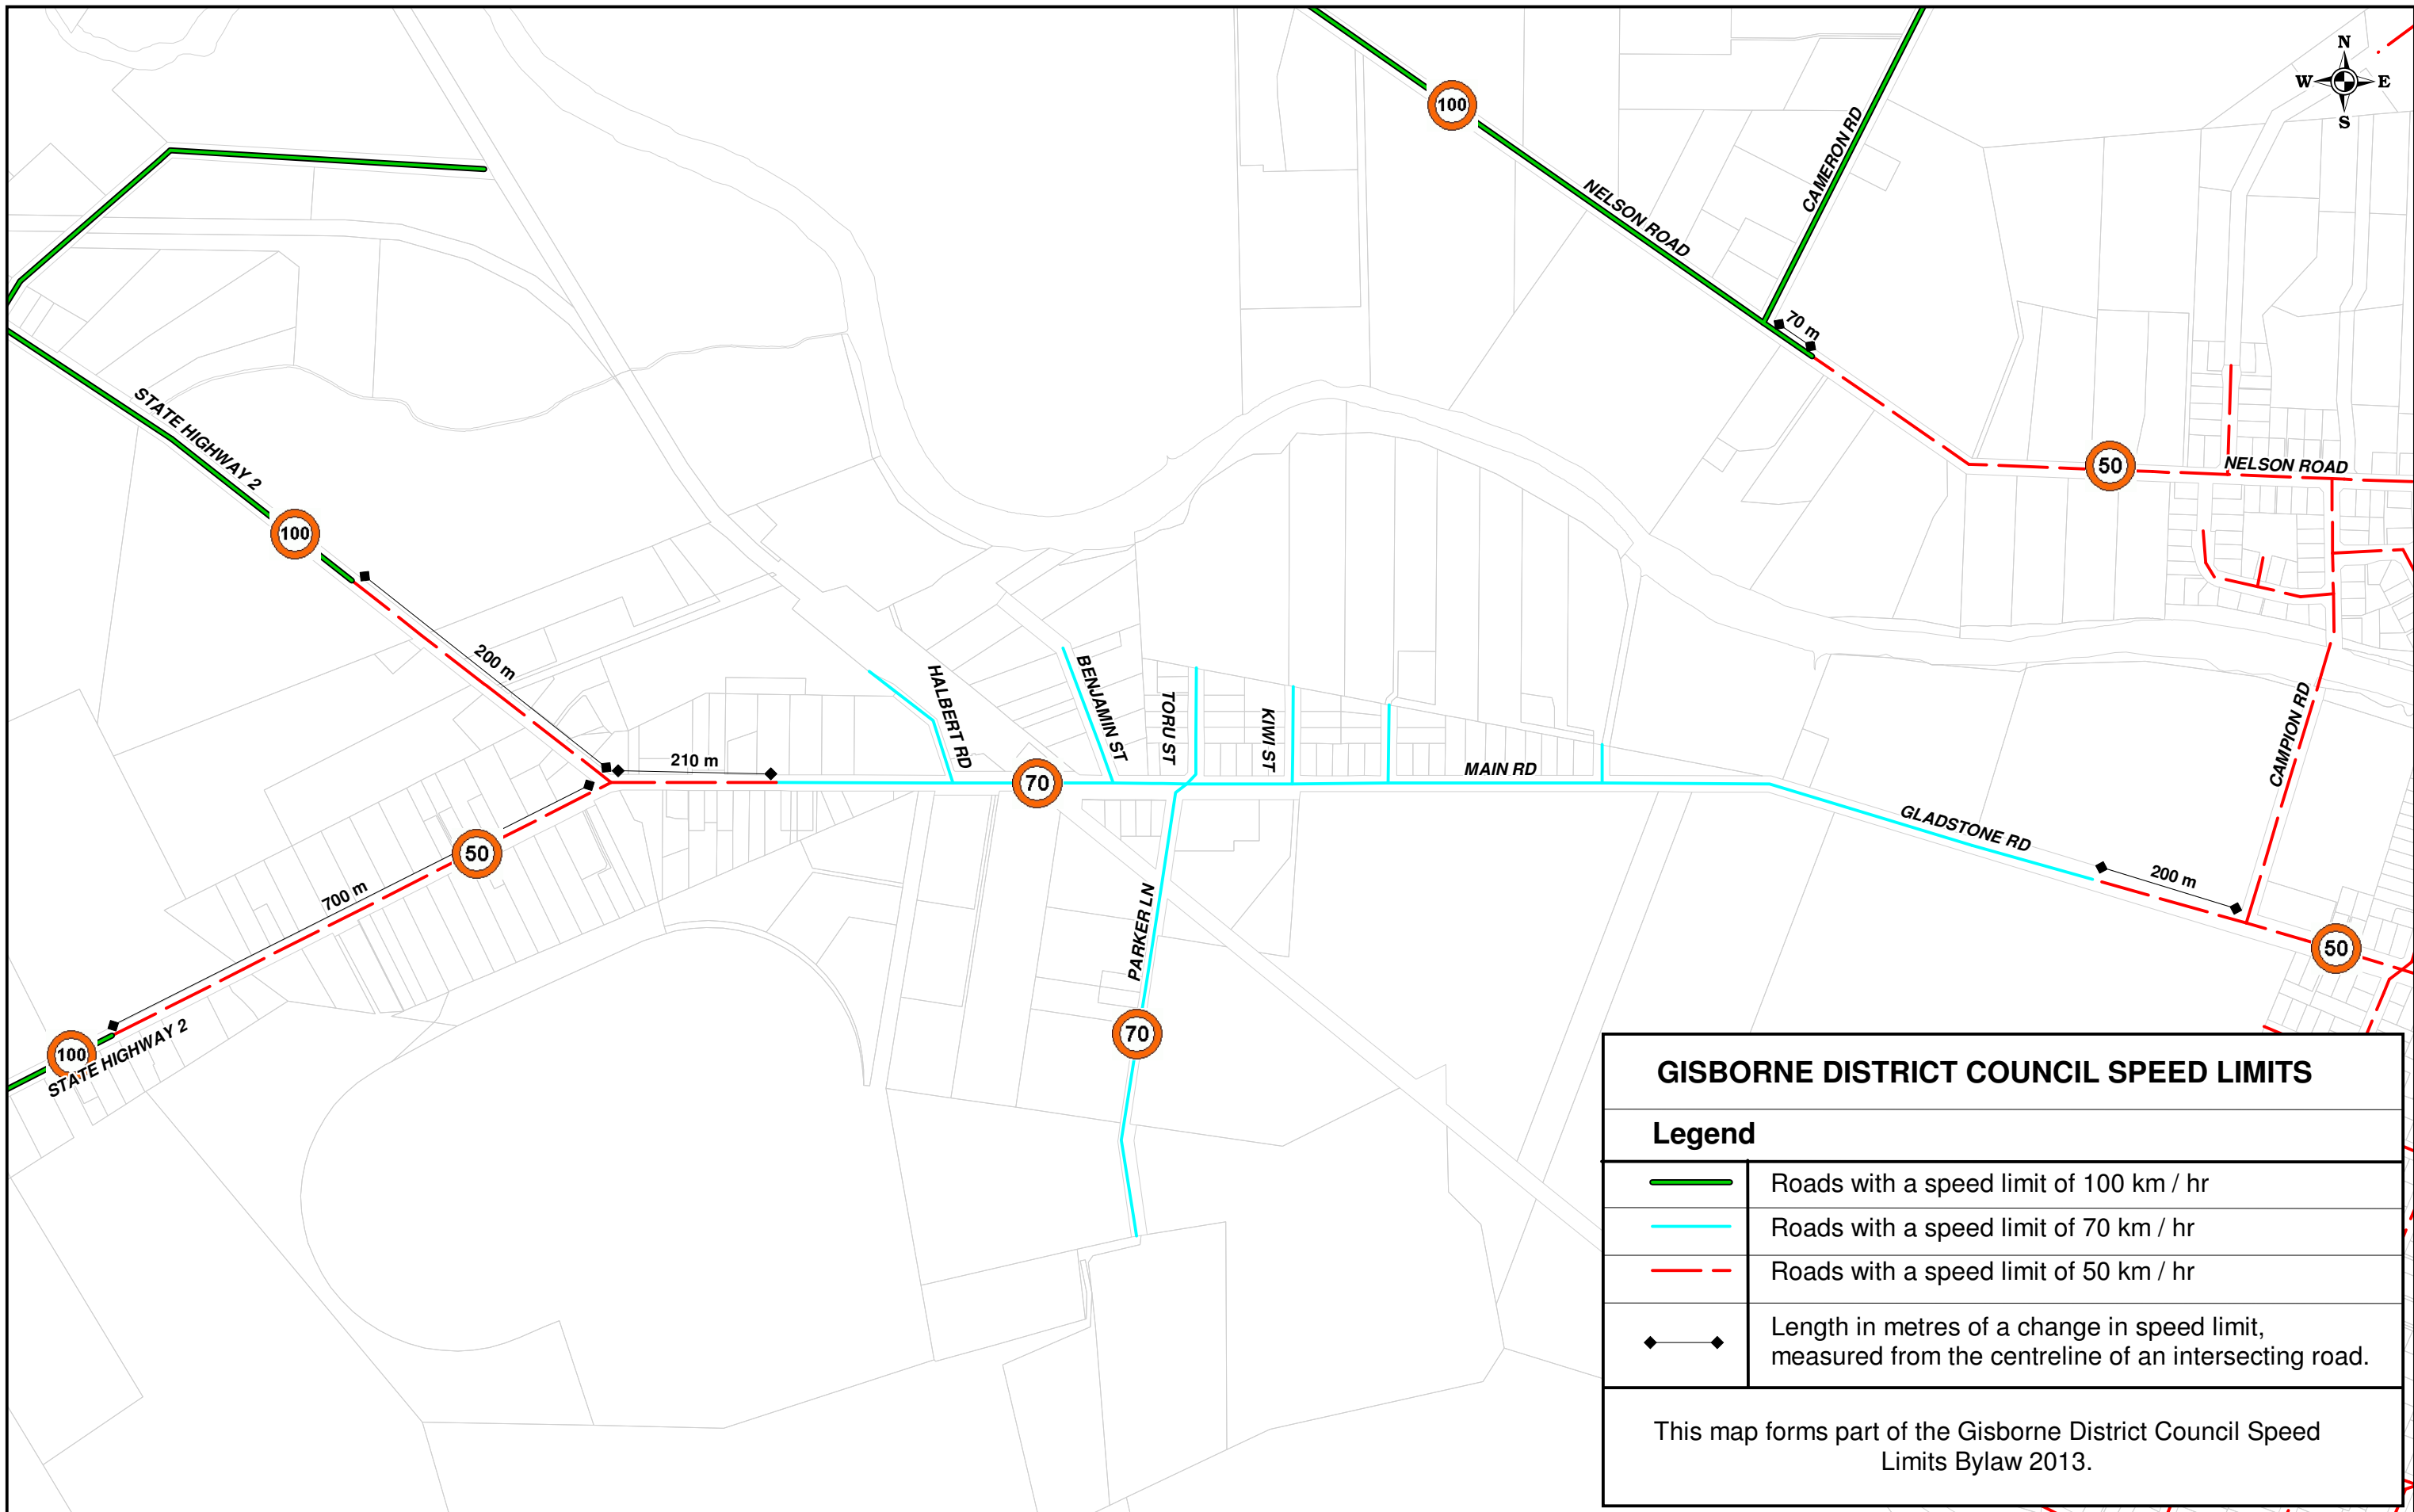 N
W E
S
100
CAMERON RD
NELSON ROAD
70 m
STATE HIGHWAY 2
50
NELSON ROAD
100
200 m
HALBERT RD
BENJAMIN ST
TORU ST
KIWI ST
CAMPION RD
210 m
70
MAIN RD
GLADSTONE RD
50
700 m
200 m
PARKER LN
50
70
100
STATE HIGHWAY 2
GISBORNE DISTRICT COUNCIL SPEED LIMITS
Legend
Roads with a speed limit of 100 km / hr
Roads with a speed limit of 70 km / hr
Roads with a speed limit of 50 km / hr
Length in metres of a change in speed limit,
measured from the centreline of an intersecting road.
This map forms part of the Gisborne District Council Speed
Limits Bylaw 2013.